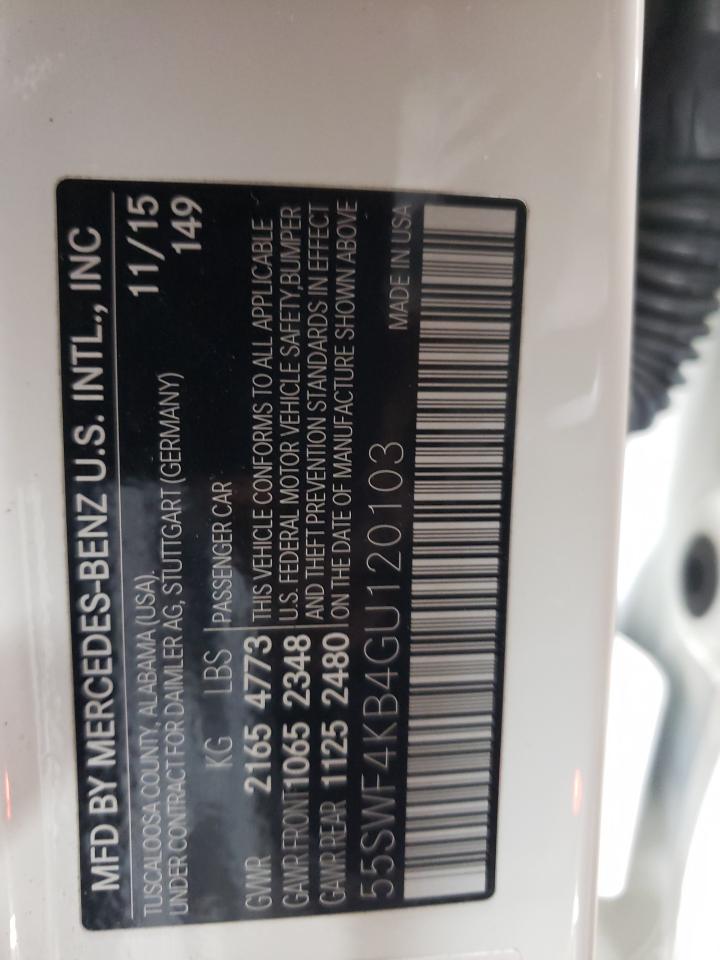 MFD BY MERCEDES-BENZ U.S. INTL., INC
TUSCALOOSA COUNTY, ALABAMA (USA). 11/15
UNDER CONTRACT FOR DAIMLER AG, STUTTGART (GERMANY) 149
KG LBS PASSENGER CAR
GVWR 2165 4773 THIS VEHICLE CONFORMS TO ALL APPLICABLE
GAWR FRONT 1065 2348 U.S. FEDERAL MOTOR VEHICLE SAFETY, BUMPER
GAWR REAR 1125 2480 AND THEFT PREVENTION STANDARDS IN EFFECT
ON THE DATE OF MANUFACTURE SHOWN ABOVE
55SWF4KB4GU120103 MADE IN USA